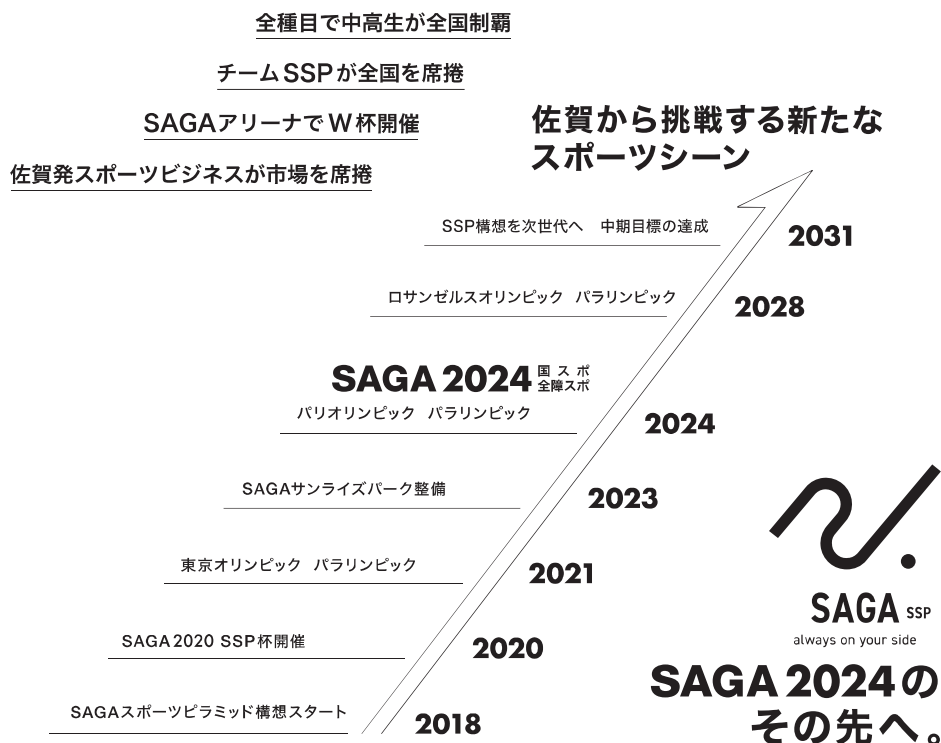 全種目で中高生が全国制覇
チームSSPが全国を席捲
SAGAアリーナでW杯開催
佐賀発スポーツビジネスが市場を席捲
佐賀から挑戦する新たな
スポーツシーン
SSP構想を次世代へ 中期目標の達成
2031
ロサンゼルスオリンピック パラリンピック
2028
SAGA 2024 国スポ
全障スポ
パリオリンピック パラリンピック
2024
SAGAサンライズパーク整備
2023
東京オリンピック パラリンピック
2021
SAGA2020 SSP杯開催
2020
SAGAスポーツピラミッド構想スタート
2018
SAGA SSP
always on your side
SAGA 2024の
その先へ。